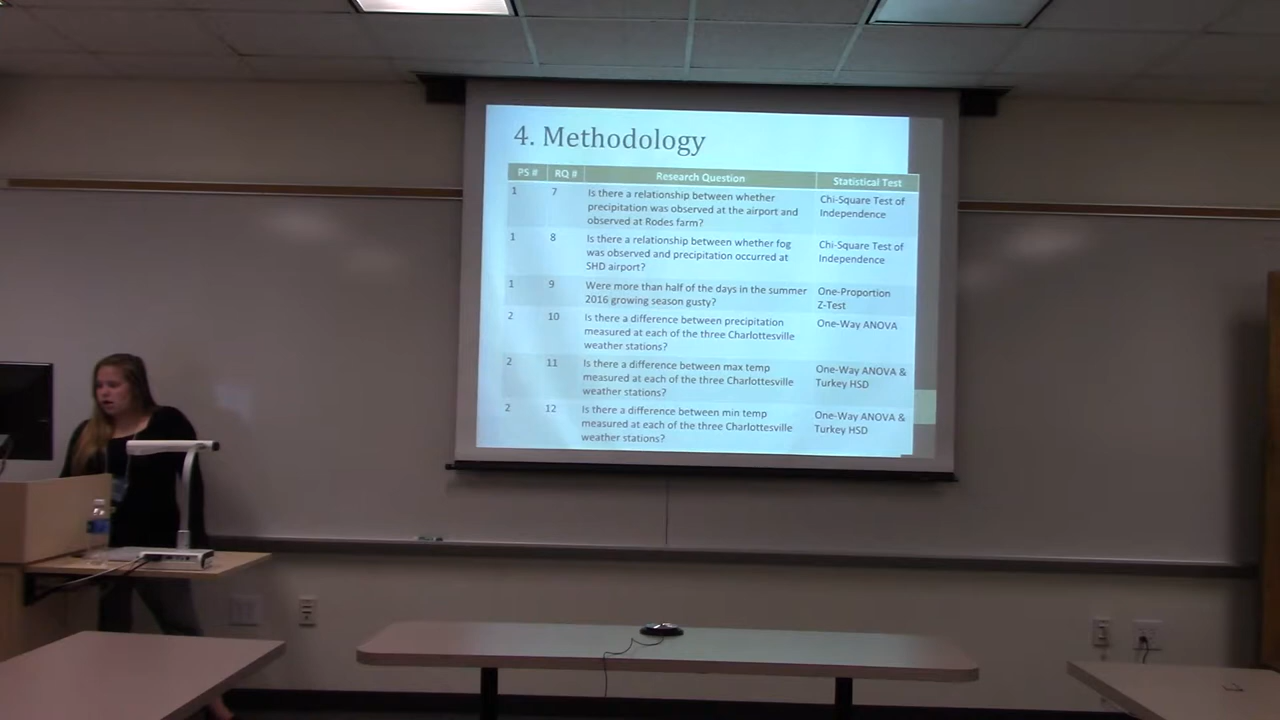 4. Methodology
PS # RQ # Research Question Statistical Test
1 7 Is there a relationship between whether Chi-Square Test of
precipitation was observed at the airport and Independence
observed at Rodes farm?
1 8 Is there a relationship between whether fog Chi-Square Test of
was observed and precipitation occurred at Independence
SHD airport?
1 9 Were more than half of the days in the summer One-Proportion
2016 growing season gusty? Z-Test
2 10 Is there a difference between precipitation One-Way ANOVA
measured at each of the three Charlottesville
weather stations?
2 11 Is there a difference between max temp One-Way ANOVA &
measured at each of the three Charlottesville Turkey HSD
weather stations?
2 12 Is there a difference between min temp One-Way ANOVA &
measured at each of the three Charlottesville Turkey HSD
weather stations?